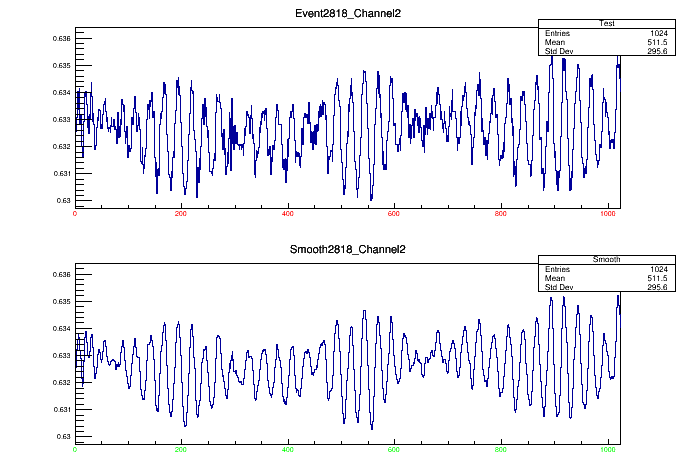 Event2818_Channel2
Test
Entries 1024
Mean 511.5
Std Dev 295.6
0.636
0.635
0.634
0.633
0.632
0.631
0.63
0 200 400 600 800 1000
Smooth2818_Channel2
Smooth
Entries 1024
Mean 511.5
Std Dev 295.6
0.636
0.635
0.634
0.633
0.632
0.631
0.63
0 200 400 600 800 1000